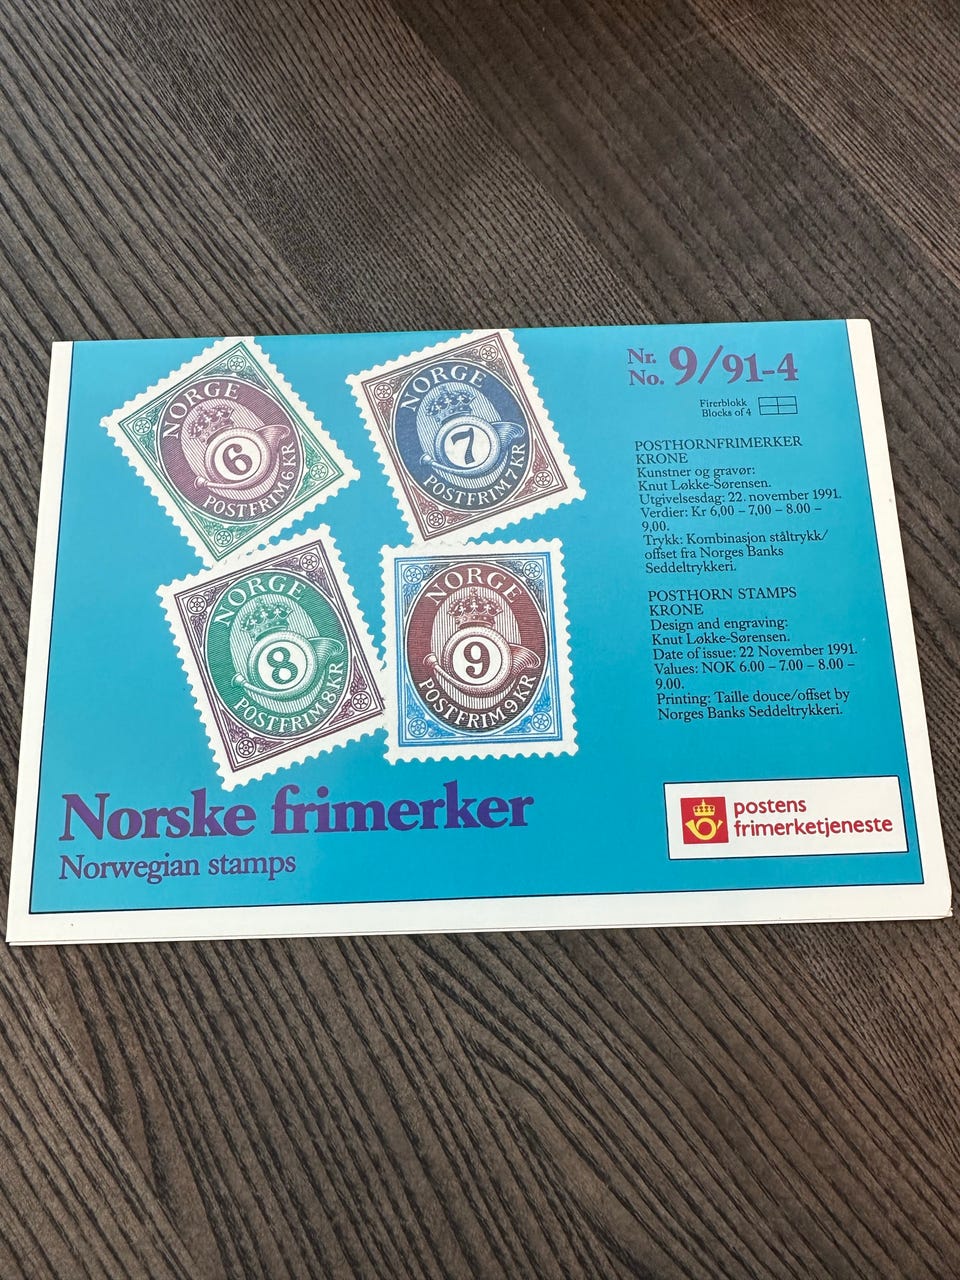 NORGE
6
POSTFRIM 6 KR
NORGE
7
POSTFRIM 7 KR
NORGE
8
POSTFRIM 8 KR
NORGE
9
POSTFRIM 9 KR
Norske frimerker
Norwegian stamps
Nr.
No. 9/91-4
Firerblokk
Blocks of 4
POSTHORNFRIMERKER
KRONE
Kunstner og gravør:
Knut Løkke-Sørensen.
Utgivelsesdag: 22. november 1991.
Verdier: Kr 6,00 – 7,00 – 8.00 –
9,00.
Trykk: Kombinasjon ståltrykk/
offset fra Norges Banks
Seddeltrykkeri.
POSTHORN STAMPS
KRONE
Design and engraving:
Knut Løkke-Sørensen.
Date of issue: 22 November 1991.
Values: NOK 6.00 – 7.00 – 8.00 –
9.00.
Printing: Taille douce/offset by
Norges Banks Seddeltrykkeri.
postens
frimerketjeneste